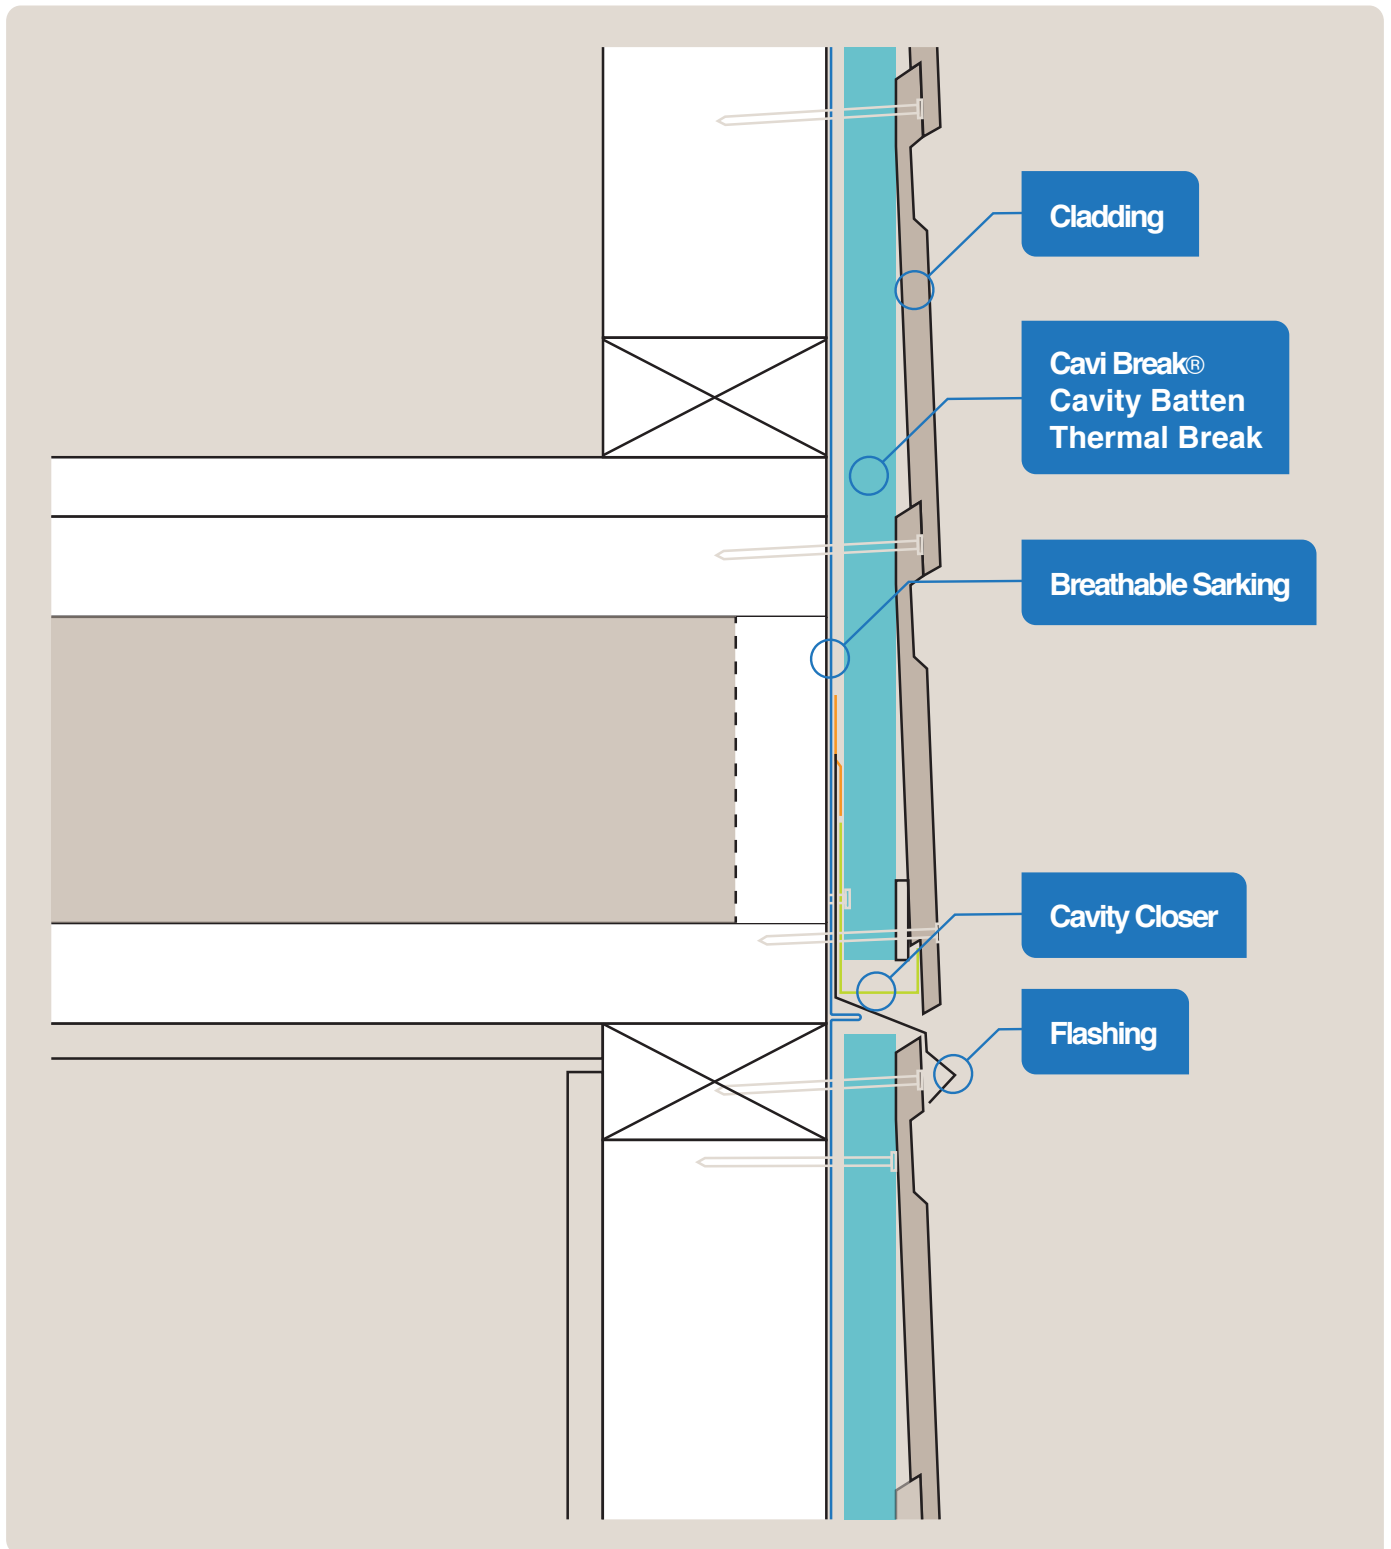 Cladding
Cavi Break®
Cavity Batten
Thermal Break
Breathable Sarking
Cavity Closer
Flashing